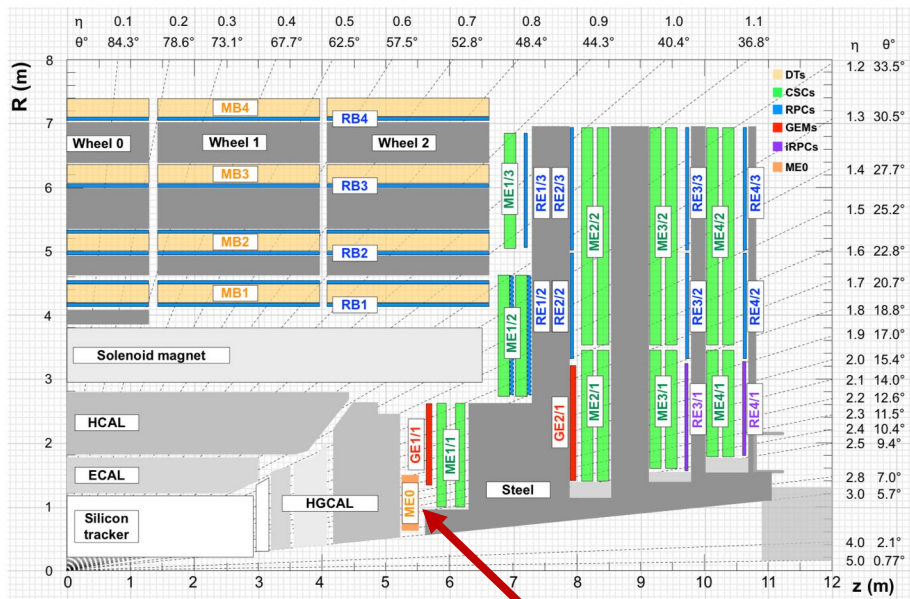 η 0.1 0.2 0.3 0.4 0.5 0.6 0.7 0.8 0.9 1.0 1.1
θ° 84.3° 78.6° 73.1° 67.7° 62.5° 57.5° 52.8° 48.4° 44.3° 40.4° 36.8° η θ°
R (m)
8
7
6
5
4
3
2
1
0
1.2 33.5°
1.3 30.5°
1.4 27.7°
1.5 25.2°
1.6 22.8°
1.7 20.7°
1.8 18.8°
1.9 17.0°
2.0 15.4°
2.1 14.0°
2.2 12.6°
2.3 11.5°
2.4 10.4°
2.5 9.4°
2.8 7.0°
3.0 5.7°
4.0 2.1°
5.0 0.77°
DTs
CSCs
RPCs
GEMs
iRPCs
ME0
MB4
RB4
Wheel 0 Wheel 1 Wheel 2
MB3
RB3
MB2
RB2
MB1
RB1
Solenoid magnet
HCAL
ECAL
Silicon
tracker
HGCAL
Steel
ME0
GE1/1
ME1/1
ME1/2
ME1/3
RE1/3
RE2/3
RE1/2
RE2/2
GE2/1
ME2/2
ME2/1
ME3/2
ME3/1
RE3/3
RE3/2
RE3/1
ME4/2
ME4/1
RE4/3
RE4/2
RE4/1
0 1 2 3 4 5 6 7 8 9 10 11 12
z (m)